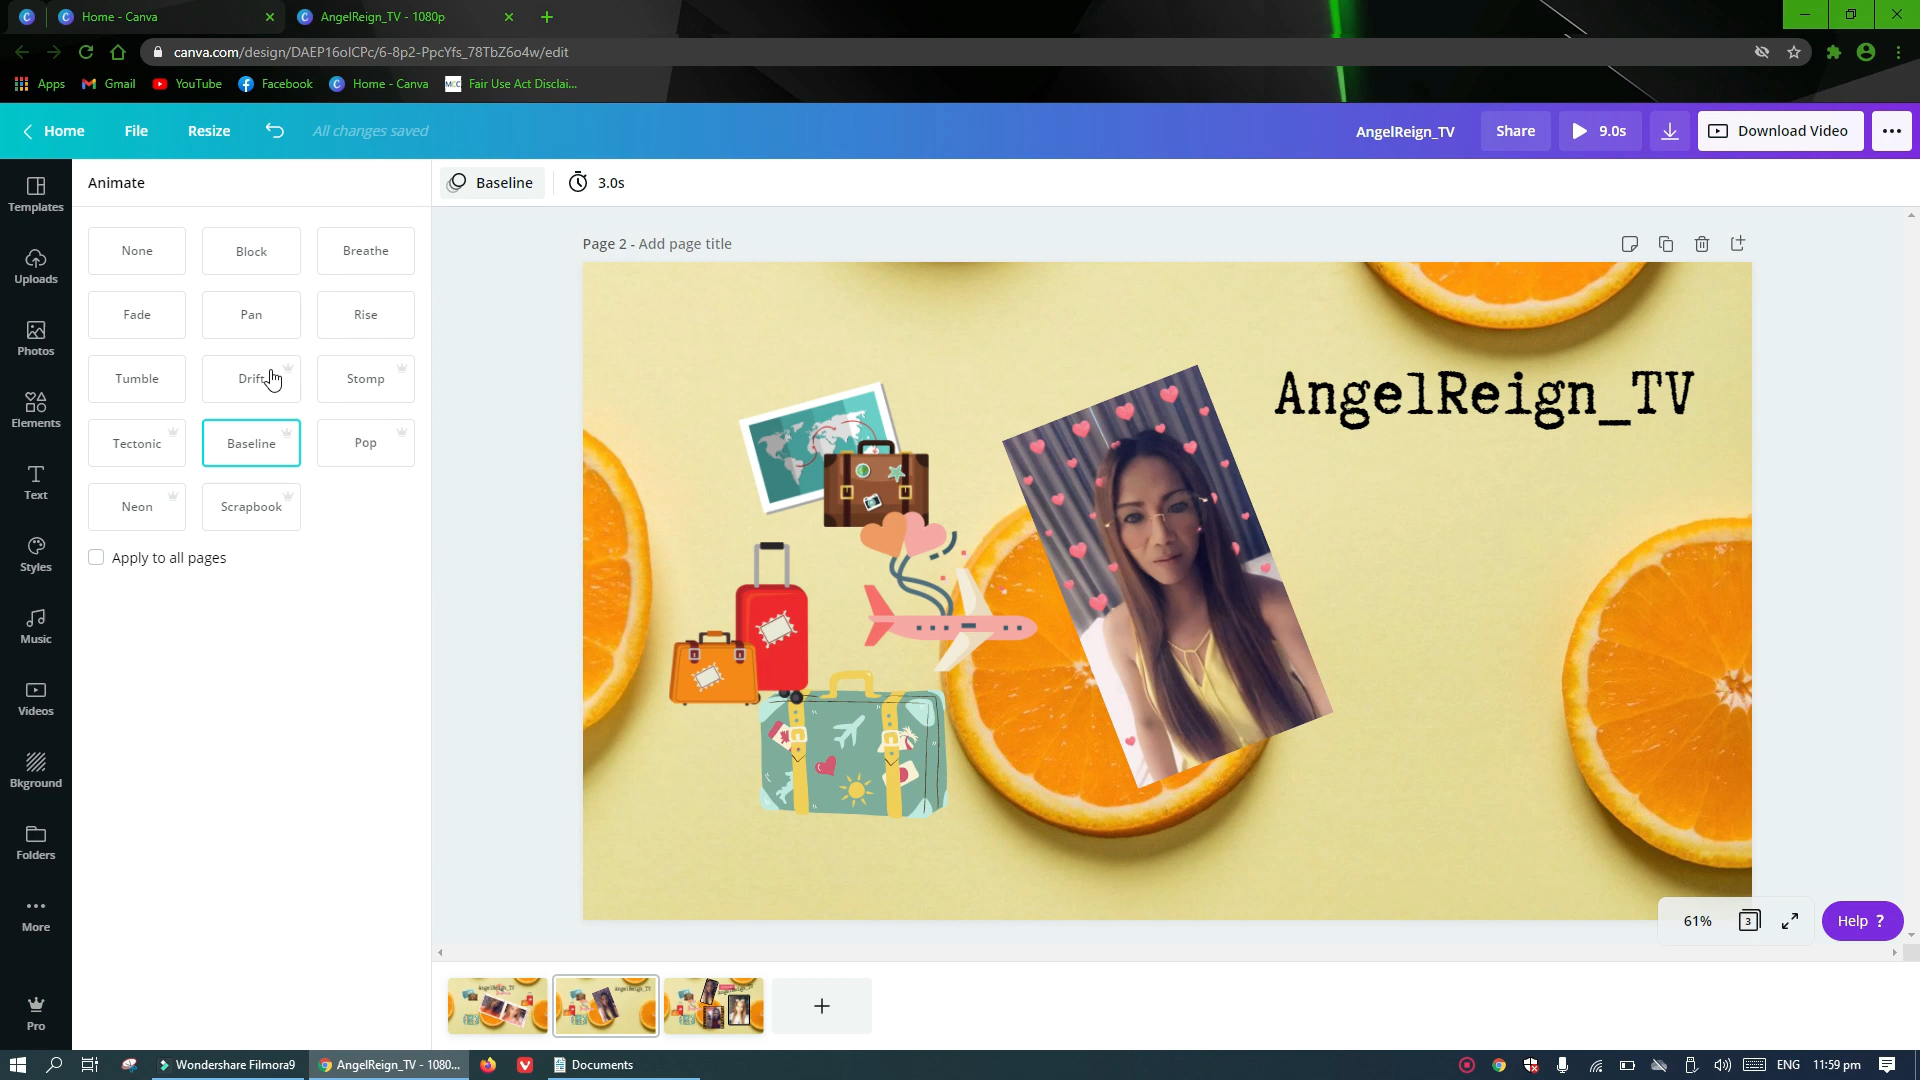 Home - Canva
AngelReign_TV - 1080p
canva.com/design/DAEP16oICPc/6-8p2-PpcYfs_78TbZ6o4w/edit
Apps
Gmail
YouTube
Facebook
Home - Canva
Fair Use Act Disclai...
Home
File
Resize
All changes saved
AngelReign_TV
Share
9.0s
Download Video
Templates
Uploads
Photos
Elements
Text
Styles
Music
Videos
Bkground
Folders
More
Pro
Animate
None
Block
Breathe
Fade
Pan
Rise
Tumble
Drift
Stomp
Tectonic
Baseline
Pop
Neon
Scrapbook
Apply to all pages
Baseline
3.0s
Page 2 - Add page title
AngelReign_TV
61%
3
Help ?
Wondershare Filmora9
AngelReign_TV - 1080...
Documents
ENG
11:59 pm